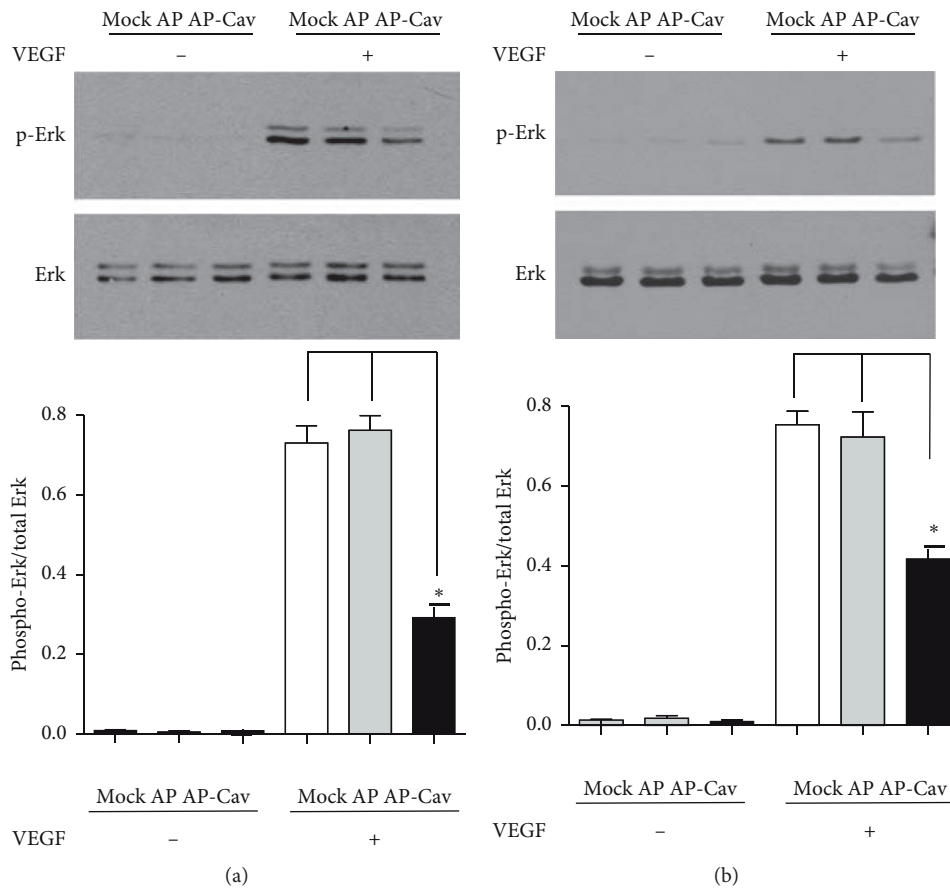 Mock AP AP-Cav Mock AP AP-Cav
VEGF – +
p-Erk
Erk
Phospho-Erk/total Erk
0.8
0.6
0.4
0.2
0.0
*
Mock AP AP-Cav Mock AP AP-Cav
VEGF – +
(a)
Mock AP AP-Cav Mock AP AP-Cav
VEGF – +
p-Erk
Erk
Phospho-Erk/total Erk
0.8
0.6
0.4
0.2
0.0
*
Mock AP AP-Cav Mock AP AP-Cav
VEGF – +
(b)